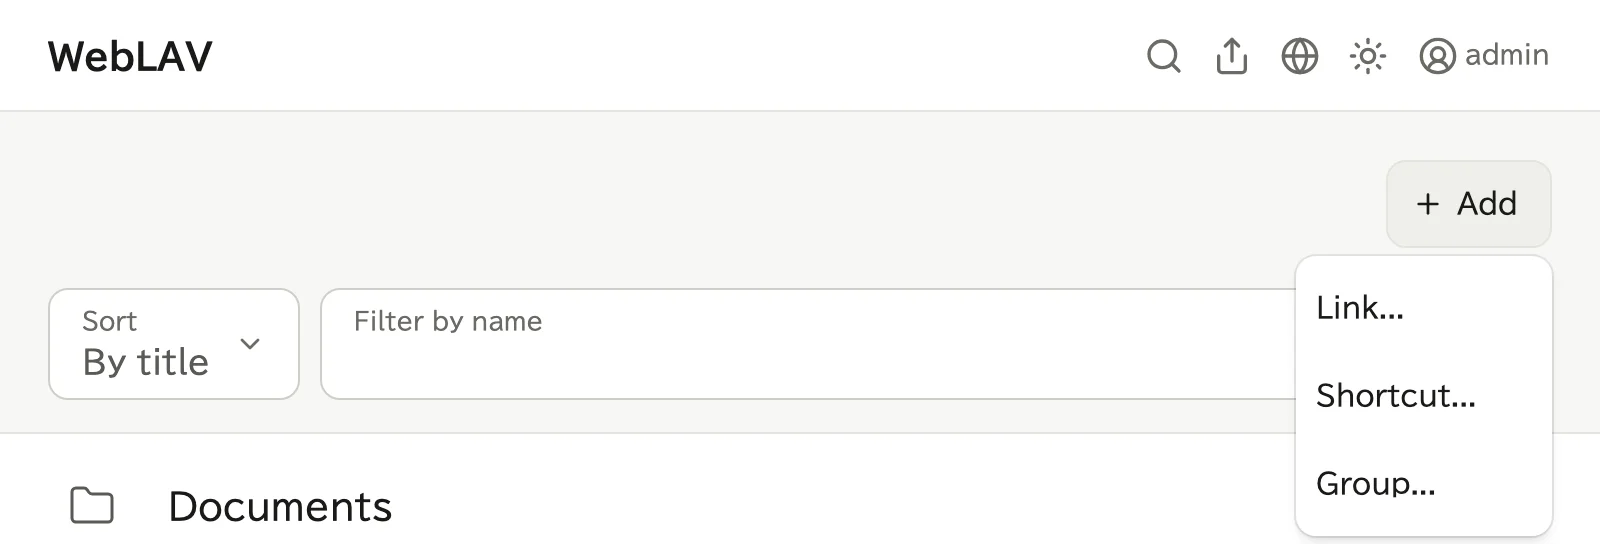 WebLAV
admin
+ Add
Sort
By title
Filter by name
Link...
Shortcut...
Group...
Documents